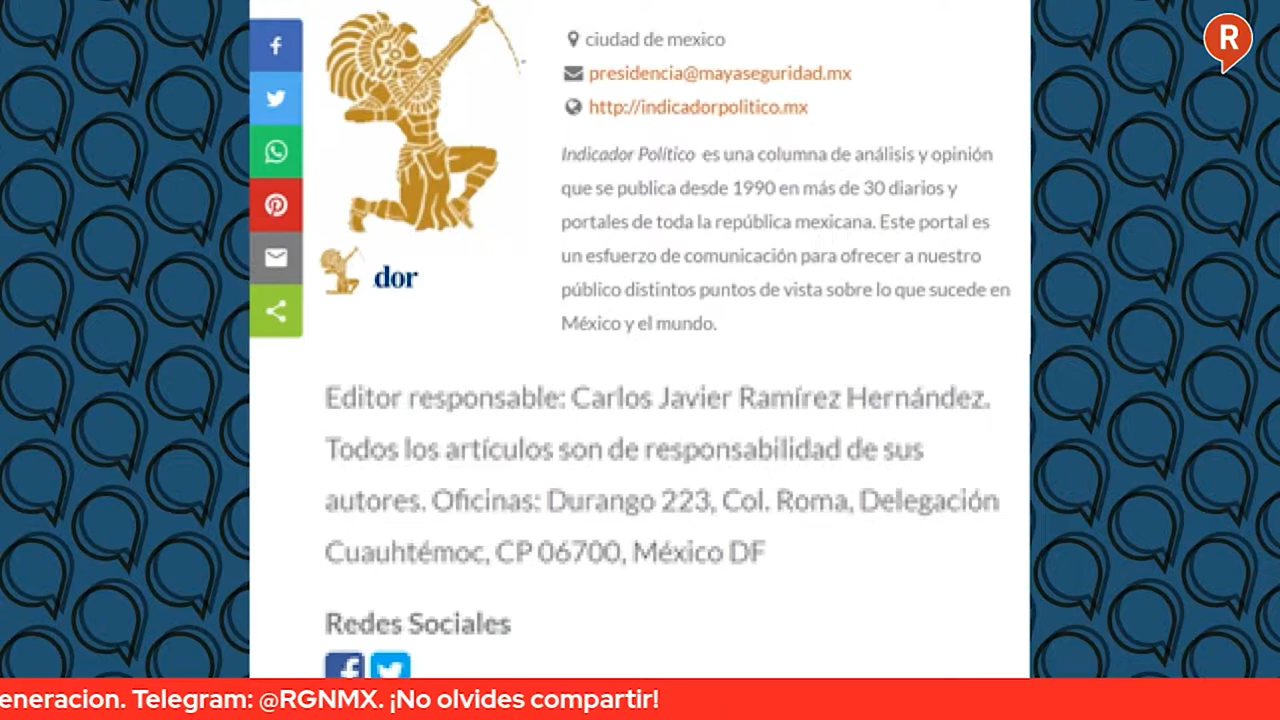 R
ciudad de mexico
presidencia@mayaseguridad.mx
http://indicadorpolitico.mx
Indicador Político es una columna de análisis y opinión
que se publica desde 1990 en más de 30 diarios y
portales de toda la república mexicana. Este portal es
un esfuerzo de comunicación para ofrecer a nuestro
público distintos puntos de vista sobre lo que sucede en
México y el mundo.
dor
Editor responsable: Carlos Javier Ramírez Hernández.
Todos los artículos son de responsabilidad de sus
autores. Oficinas: Durango 223, Col. Roma, Delegación
Cuauhtémoc, CP 06700, México DF
Redes Sociales
eneracion. Telegram: @RGNMX. ¡No olvides compartir!